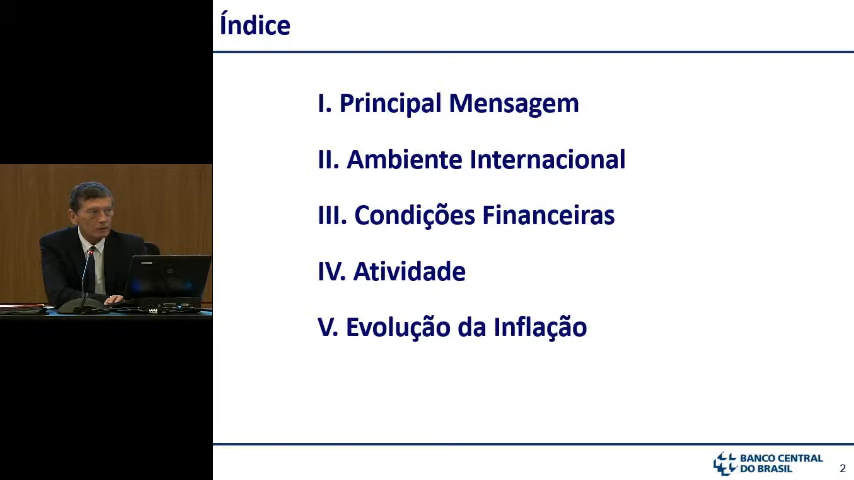 Índice
I. Principal Mensagem
II. Ambiente Internacional
III. Condições Financeiras
IV. Atividade
V. Evolução da Inflação
BANCO CENTRAL
DO BRASIL
2